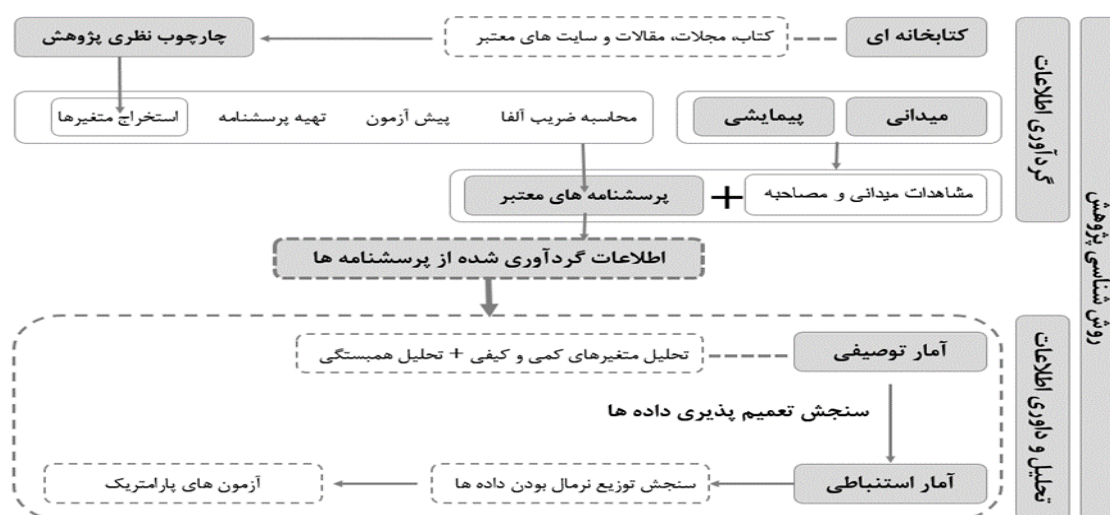 روش شناسی پژوهش
گردآوری اطلاعات
کتابخانه ای
کتاب، مجلات، مقالات و سایت های معتبر
چارچوب نظری پژوهش
میدانی
پیمایشی
محاسبه ضریب آلفا
پیش آزمون
تهیه پرسشنامه
استخراج متغیرها
مشاهدات میدانی و مصاحبه
+
پرسشنامه های معتبر
اطلاعات گردآوری شده از پرسشنامه ها
تحلیل و داوری اطلاعات
آمار توصیفی
تحلیل متغیرهای کمی و کیفی + تحلیل همبستگی
سنجش تعمیم پذیری داده ها
آمار استنباطی
سنجش توزیع نرمال بودن داده ها
آزمون های پارامتریک